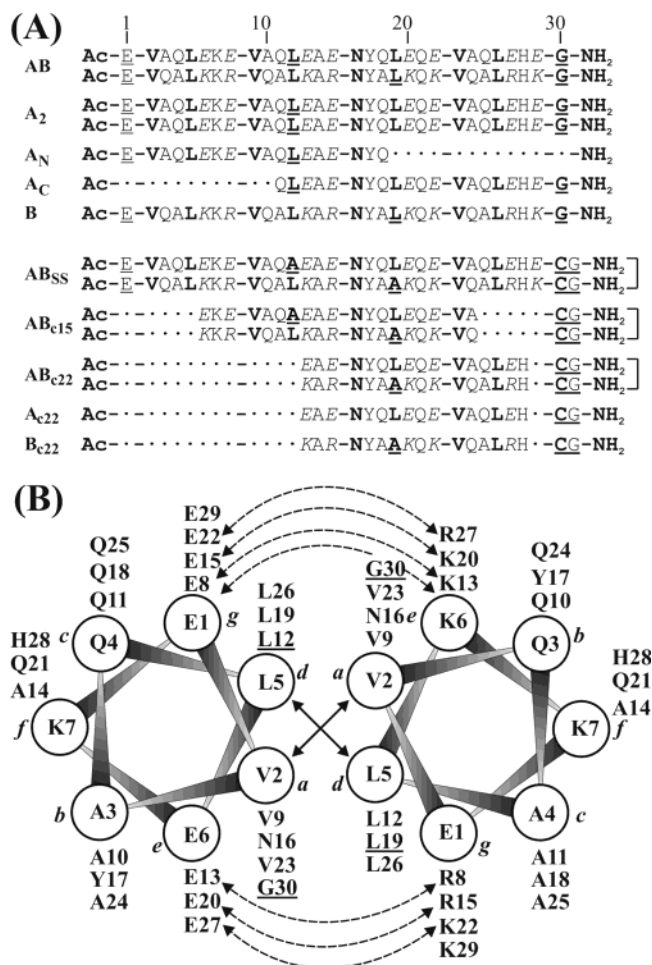 (A)
1 10 20 30
AB Ac-E-VAQLEKE-VAQLEAE-NYQLEQE-VAQLEHE-G-NH₂
Ac-E-VQALKKR-VQALKAR-NYALKQK-VQALRHK-G-NH₂
A₂ Ac-E-VAQLEKE-VAQLEAE-NYQLEQE-VAQLEHE-G-NH₂
Ac-E-VAQLEKE-VAQLEAE-NYQLEQE-VAQLEHE-G-NH₂
A_N Ac-E-VAQLEKE-VAQLEAE-NYQ··············NH₂
A_C Ac-··········QLEAE-NYQLEQE-VAQLEHE-G-NH₂
B Ac-E-VQALKKR-VQALKAR-NYALKQK-VQALRHK-G-NH₂
AB_SS Ac-E-VAQLEKE-VAQAEAE-NYQLEQE-VAQLEHE-CG-NH₂
Ac-E-VQALKKR-VQALKAR-NYAAKQK-VQALRHK-CG-NH₂
AB_c15 Ac-······EKE-VAQAEAE-NYQLEQE-VA······CG-NH₂
Ac-······KKR-VQALKAR-NYAAKQK-VQ······CG-NH₂
AB_c22 Ac-············EAE-NYQLEQE-VAQLEH·-CG-NH₂
Ac-············KAR-NYAAKQK-VQALRH·-CG-NH₂
A_c22 Ac-············EAE-NYQLEQE-VAQLEH·-CG-NH₂
B_c22 Ac-············KAR-NYAAKQK-VQALRH·-CG-NH₂
(B)
E29
E22
E15
E8
R27
K20
K13
Q25
Q18
Q11
L26
L19
L12
G30
V23
N16
V9
Q24
Y17
Q10
H28
Q21
A14
H28
Q21
A14
c Q4
E1 g
L5 d
f K7
b A3
e E6
V2 a
e K6
Q3 b
a V2
K7 f
d L5
E1 g
A4 c
A10
Y17
A24
E13
E20
E27
V9
N16
V23
G30
L12
L19
L26
R8
R15
K22
K29
A11
A18
A25